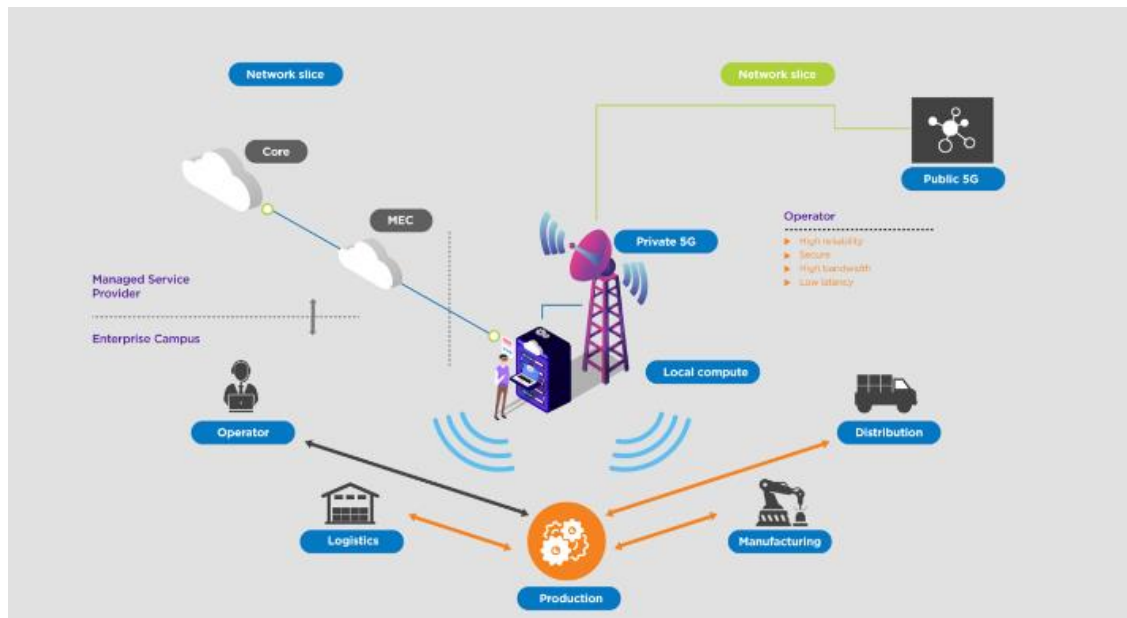 Network slice
Network slice
Core
Public 5G
MEC
Operator
Private 5G
High reliability
Secure
High bandwidth
Low latency
Managed Service
Provider
Enterprise Campus
Local compute
Operator
Distribution
Logistics
Manufacturing
Production